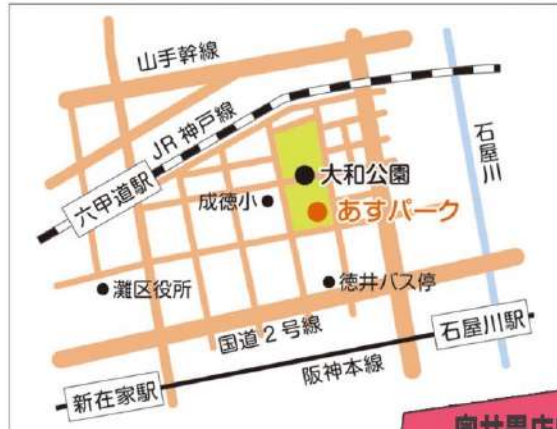 山手幹線
JR神戸線
六甲道駅
石屋川
大和公園
成徳小
あすパーク
灘区役所
徳井バス停
国道2号線
石屋川駅
阪神本線
新在家駅